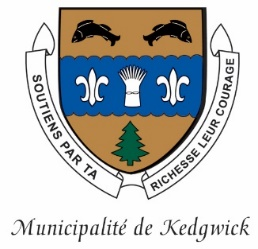 SOUTIENS PAR TA
RICHESSE LEUR COURAGE
Municipalité de Kedgwick